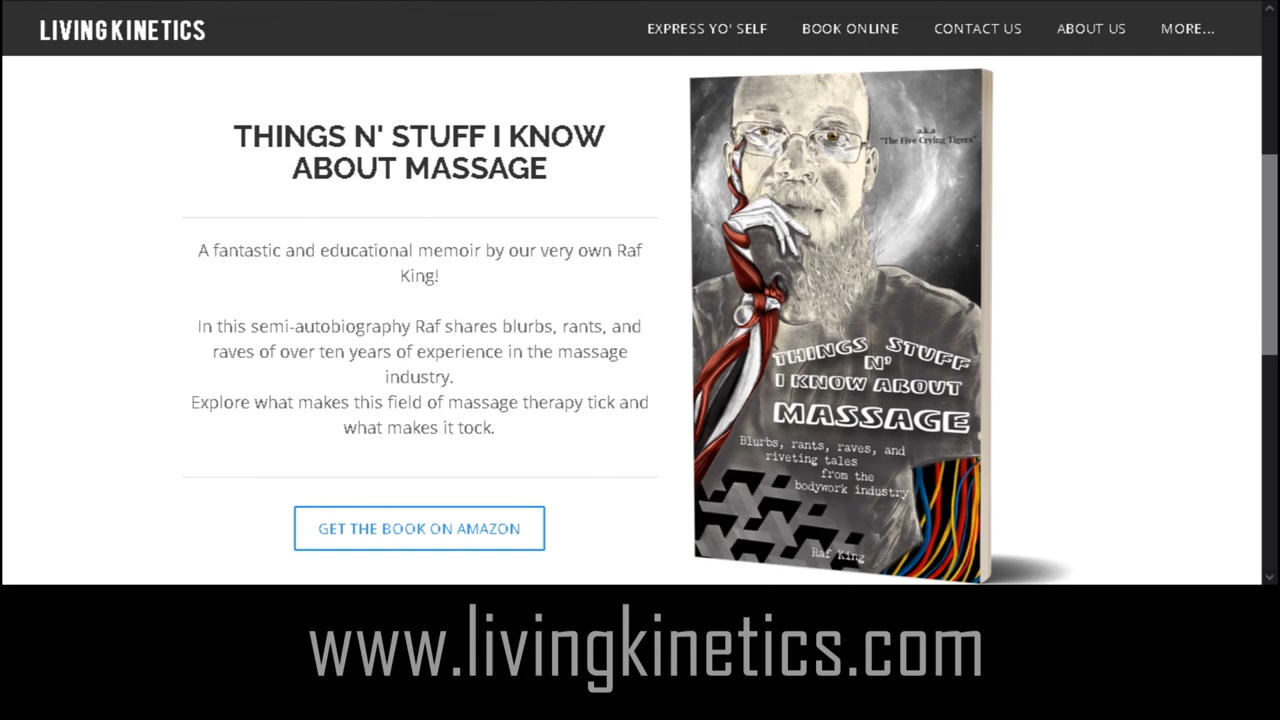 LIVING KINETICS
EXPRESS YO' SELF
BOOK ONLINE
CONTACT US
ABOUT US
MORE...
THINGS N' STUFF I KNOW
ABOUT MASSAGE
A fantastic and educational memoir by our very own Raf
King!
In this semi-autobiography Raf shares blurbs, rants, and
raves of over ten years of experience in the massage
industry.
Explore what makes this field of massage therapy tick and
what makes it tock.
GET THE BOOK ON AMAZON
a.k.a
"The Five Crying Tigers"
THINGS N' STUFF
I KNOW ABOUT
MASSAGE
Blurbs, rants, raves, and
riveting tales
from the
bodywork industry
Raf King
www.livingkinetics.com